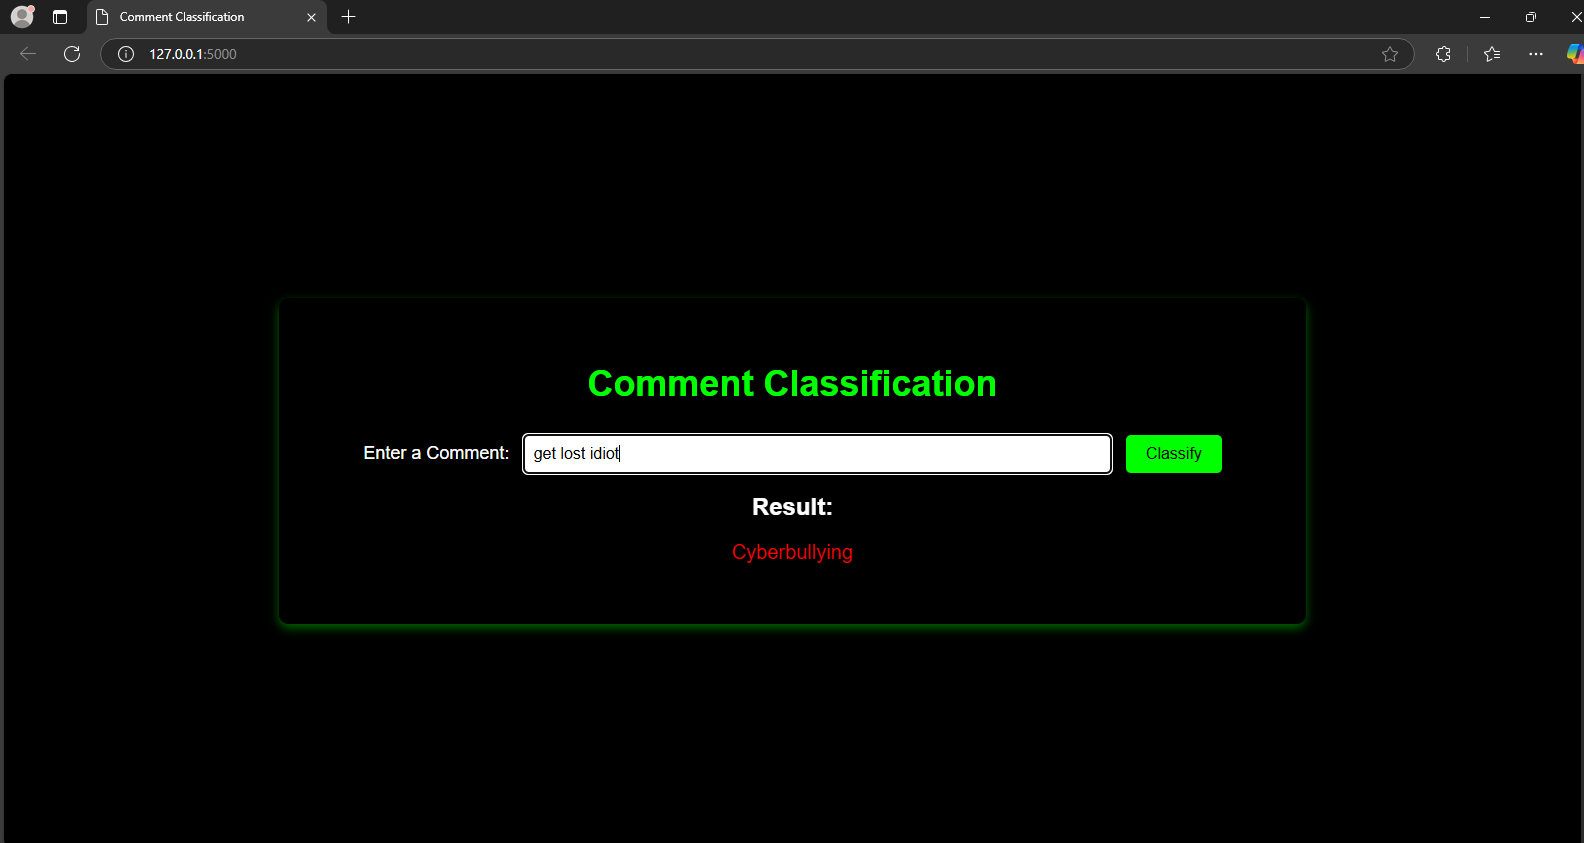 Comment Classification
127.0.0.1:5000
Comment Classification
Enter a Comment: get lost idiot Classify
Result:
Cyberbullying